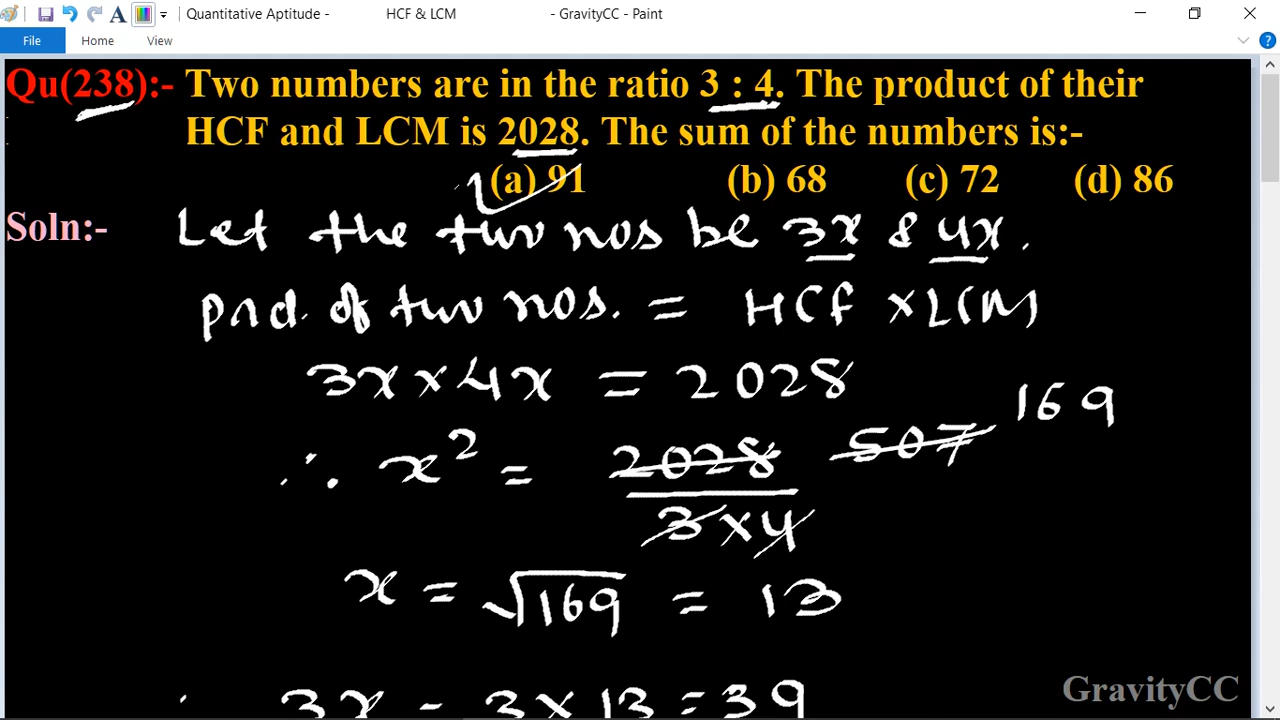 Quantitative Aptitude - HCF & LCM - GravityCC - Paint
File Home View
Qu(238):- Two numbers are in the ratio 3 : 4. The product of their
HCF and LCM is 2028. The sum of the numbers is:-
(a) 91 (b) 68 (c) 72 (d) 86
Soln:- Let the two nos be 3x & 4x.
prod. of two nos. = HCF × LCM
3x × 4x = 2028
∴ x² = 2028 507 169
3 × 4
x = √169 = 13
∴ 3x = 3 × 13 = 39
GravityCC